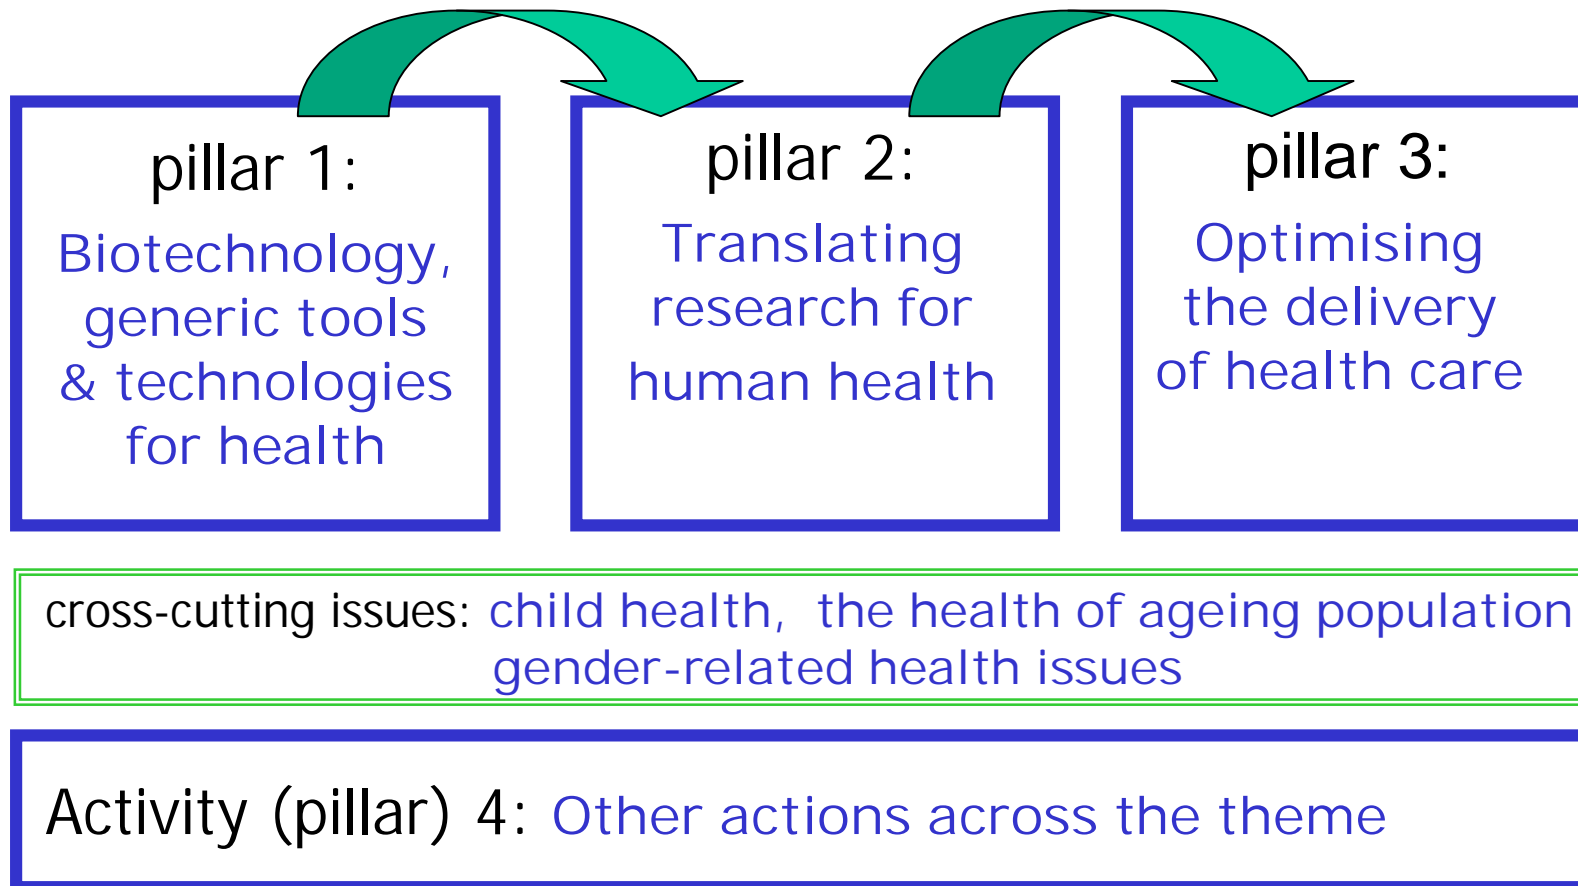 pillar 1:
Biotechnology,
generic tools
& technologies
for health
pillar 2:
Translating
research for
human health
pillar 3:
Optimising
the delivery
of health care
cross-cutting issues: child health, the health of ageing population
gender-related health issues
Activity (pillar) 4: Other actions across the theme